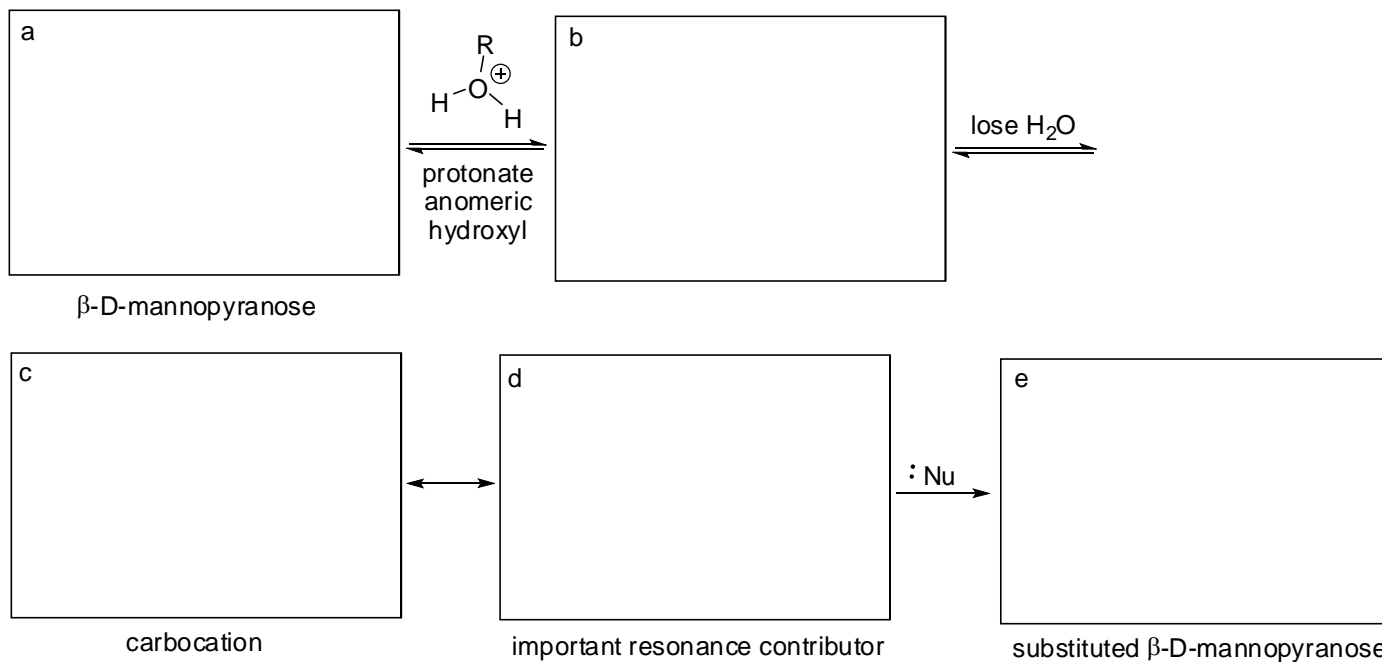 a
R
⊕
H O H
protonate
anomeric
hydroxyl
b
lose H₂O
β-D-mannopyranose
c
carbocation
d
important resonance contributor
:Nu
e
substituted β-D-mannopyranose